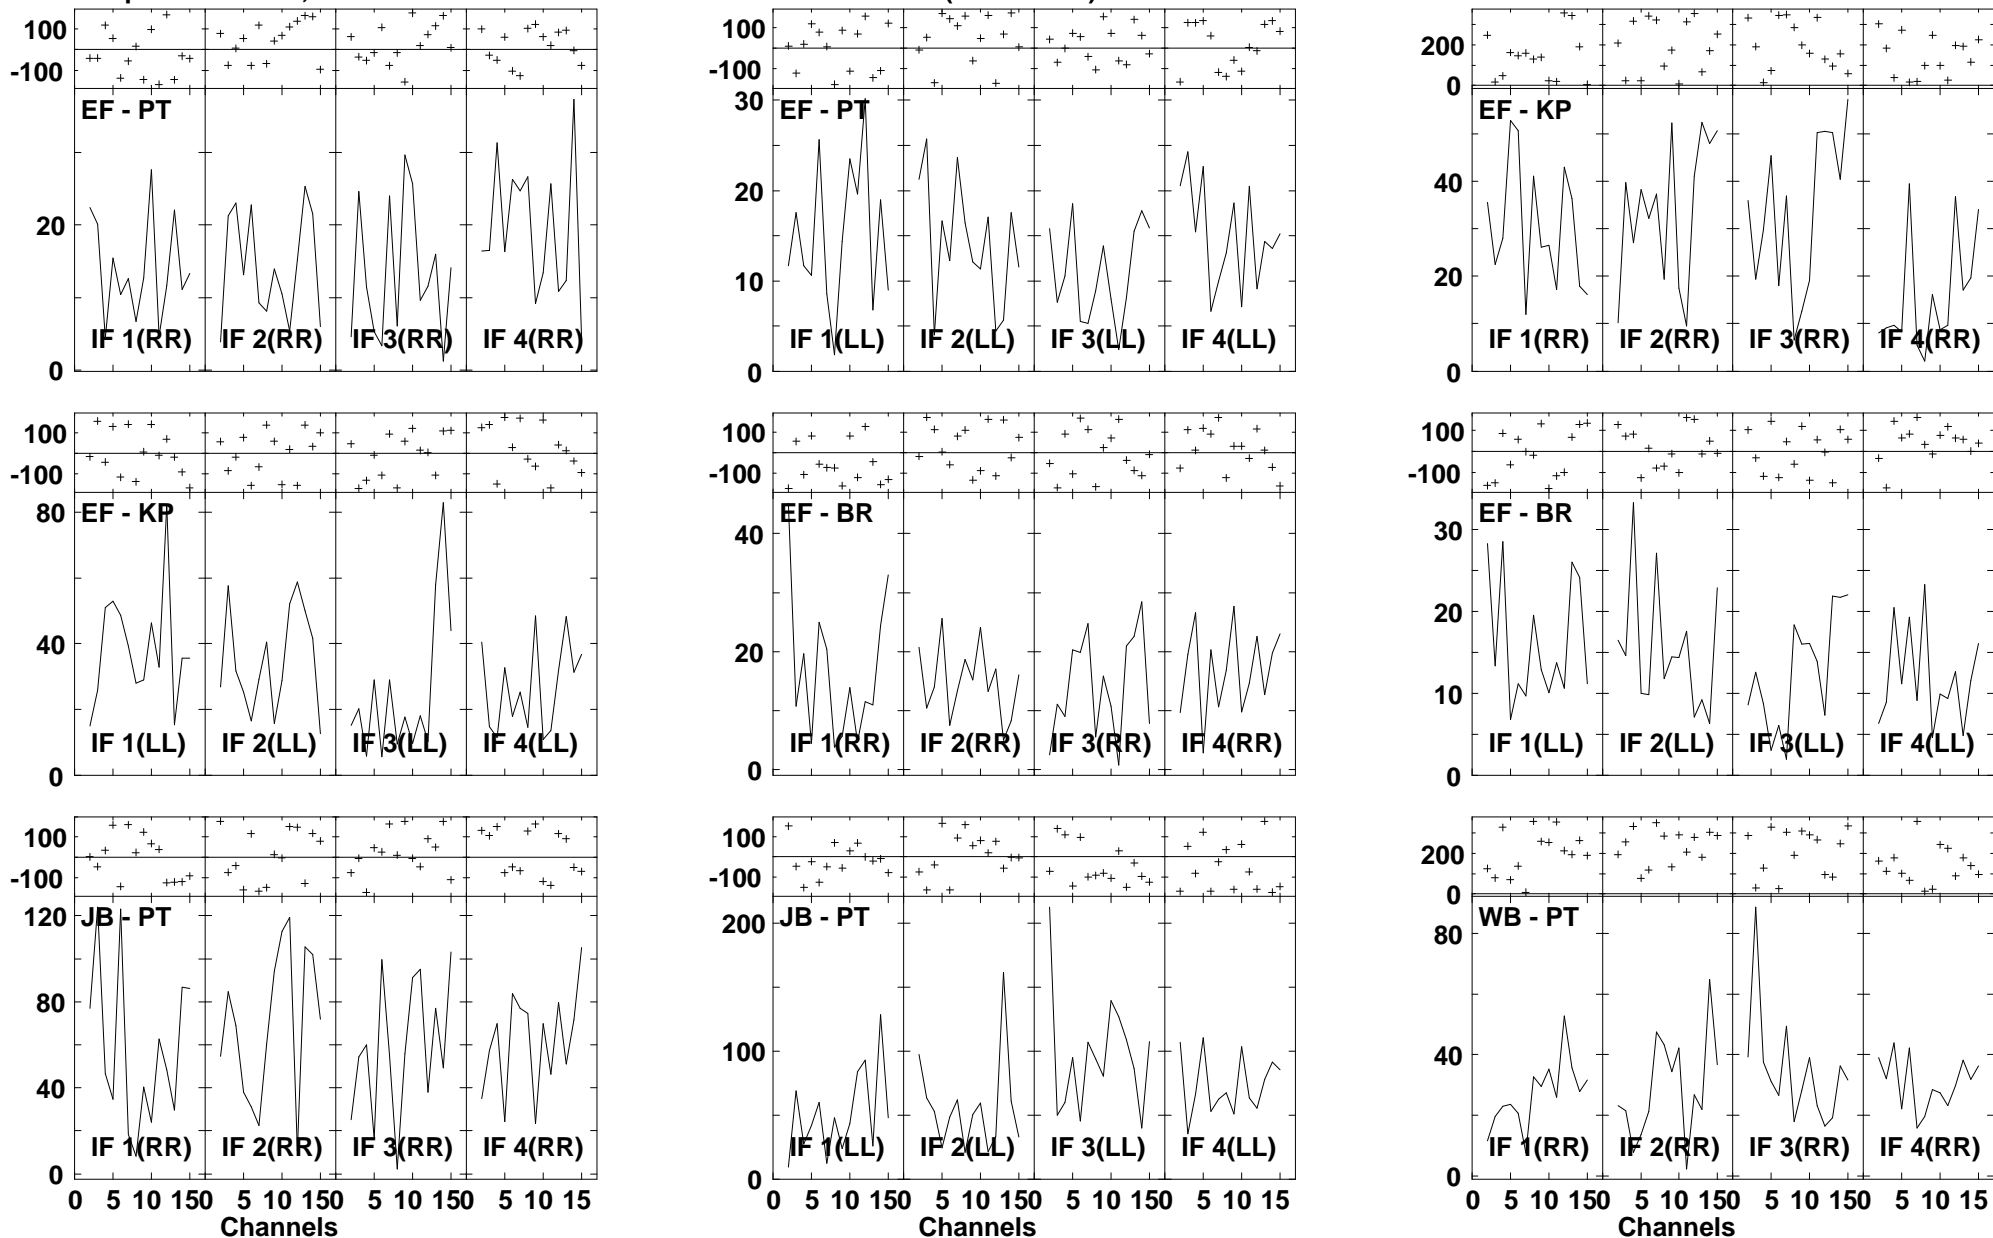 100
-100
EF - PT
20
0
IF 1(RR) IF 2(RR) IF 3(RR) IF 4(RR)
100
-100
EF - PT
30
20
10
0
IF 1(LL) IF 2(LL) IF 3(LL) IF 4(LL)
200
0
EF - KP
40
20
0
IF 1(RR) IF 2(RR) IF 3(RR) IF 4(RR)
100
-100
EF - KP
80
40
0
IF 1(LL) IF 2(LL) IF 3(LL) IF 4(LL)
100
-100
EF - BR
40
20
0
IF 1(RR) IF 2(RR) IF 3(RR) IF 4(RR)
100
-100
EF - BR
30
20
10
0
IF 1(LL) IF 2(LL) IF 3(LL) IF 4(LL)
100
-100
JB - PT
120
80
40
0
IF 1(RR) IF 2(RR) IF 3(RR) IF 4(RR)
0 5 10 150 5 10 150 5 10 150 5 10 15
Channels
100
-100
JB - PT
200
100
0
IF 1(LL) IF 2(LL) IF 3(LL) IF 4(LL)
0 5 10 150 5 10 150 5 10 150 5 10 15
Channels
200
0
WB - PT
80
40
0
IF 1(RR) IF 2(RR) IF 3(RR) IF 4(RR)
0 5 10 150 5 10 150 5 10 150 5 10 15
Channels